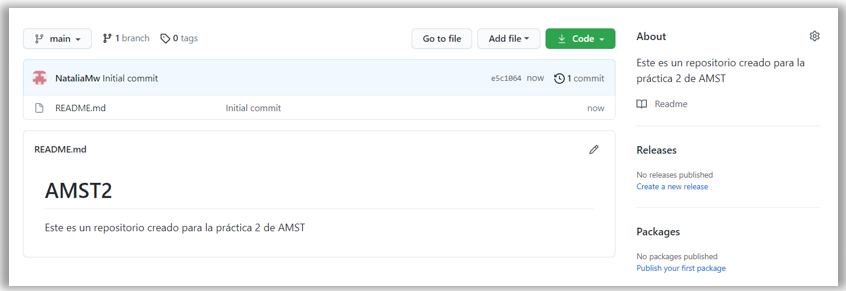 main 1 branch 0 tags Go to file Add file Code
NataliaMw Initial commit e5c1064 now 1 commit
README.md Initial commit now
README.md
AMST2
Este es un repositorio creado para la práctica 2 de AMST
About
Este es un repositorio creado para la
práctica 2 de AMST
Readme
Releases
No releases published
Create a new release
Packages
No packages published
Publish your first package